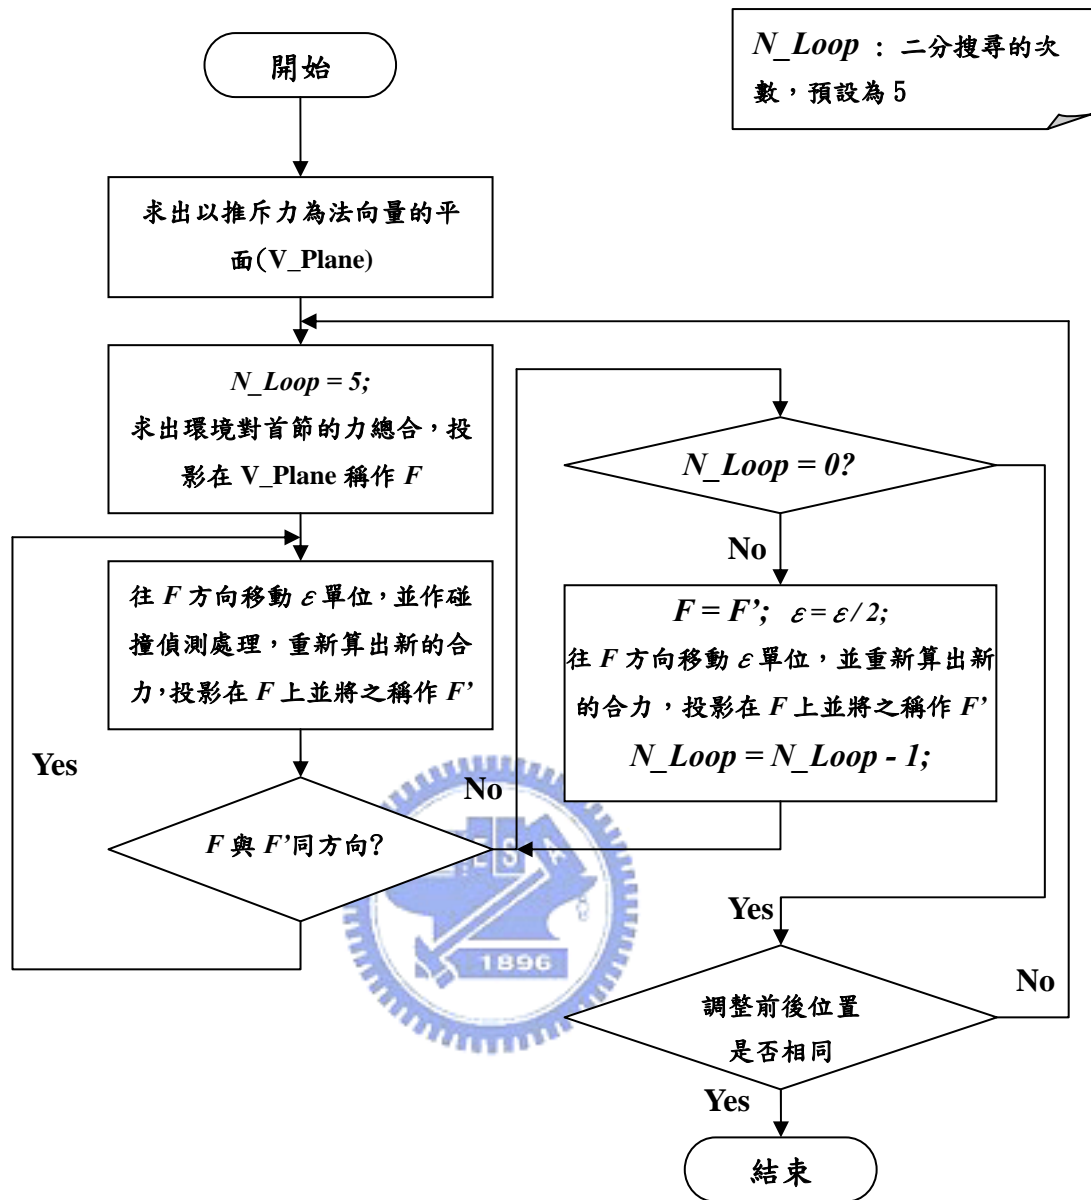 開始
N_Loop : 二分搜尋的次
數，預設為 5
求出以推斥力為法向量的平
面(V_Plane)
N_Loop = 5;
求出環境對首節的力總合，投
影在 V_Plane 稱作 F
往 F 方向移動 ε 單位，並作碰
撞偵測處理，重新算出新的合
力，投影在 F 上並將之稱作 F’
F 與 F’同方向?
Yes
No
N_Loop = 0?
No
F = F’; ε = ε / 2;
往 F 方向移動 ε 單位，並重新算出新
的合力，投影在 F 上並將之稱作 F’
N_Loop = N_Loop - 1;
Yes
調整前後位置
是否相同
No
Yes
結束
E S
1896